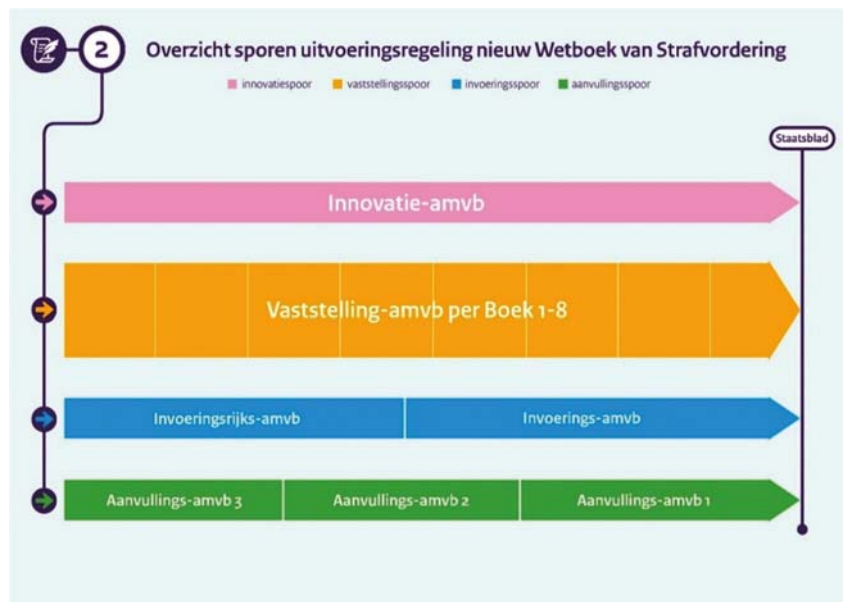 2
Overzicht sporen uitvoeringsregeling nieuw Wetboek van Strafvordering
innovatiespoor vaststellingsspoor invoeringsspoor aanvullingsspoor
Staatsblad
Innovatie-amvb
Vaststelling-amvb per Boek 1-8
Invoeringsrijks-amvb Invoerings-amvb
Aanvullings-amvb 3 Aanvullings-amvb 2 Aanvullings-amvb 1